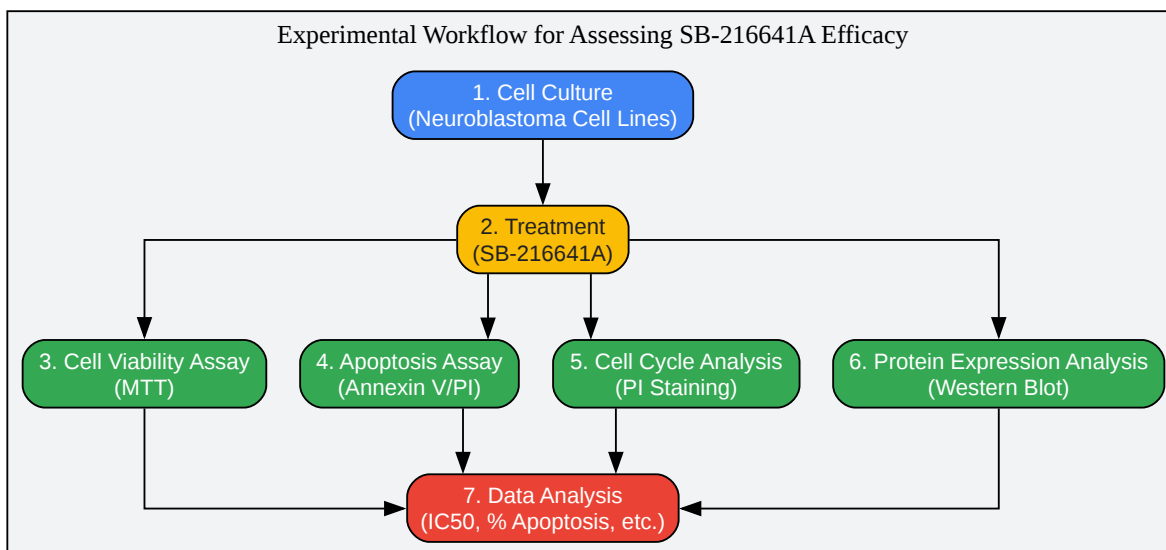 Experimental Workflow for Assessing SB-216641A Efficacy
1. Cell Culture
(Neuroblastoma Cell Lines)
2. Treatment
(SB-216641A)
3. Cell Viability Assay
(MTT)
4. Apoptosis Assay
(Annexin V/PI)
5. Cell Cycle Analysis
(PI Staining)
6. Protein Expression Analysis
(Western Blot)
7. Data Analysis
(IC50, % Apoptosis, etc.)